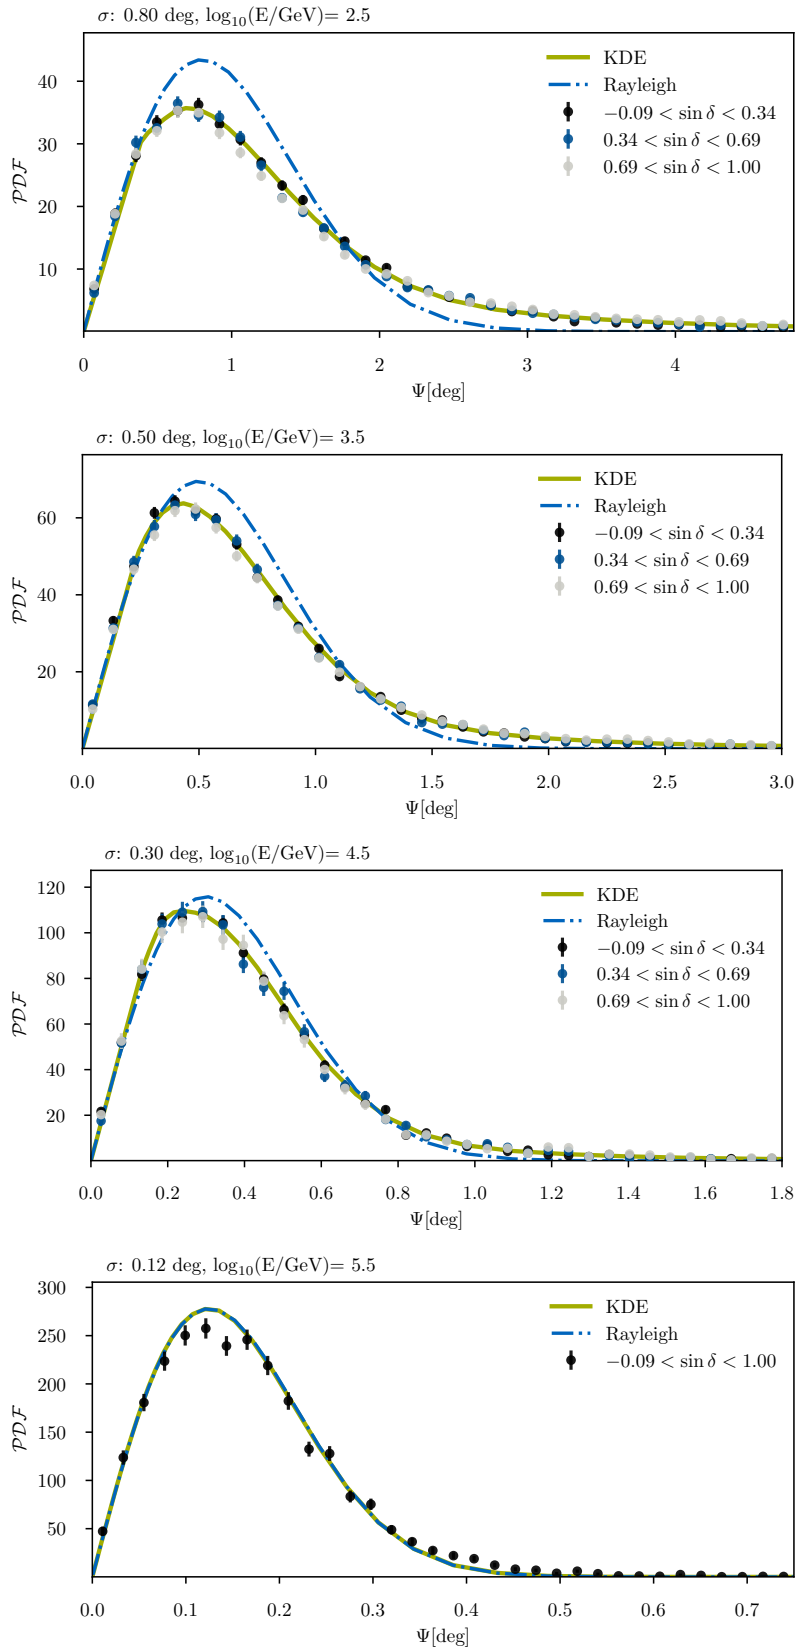 σ: 0.80 deg, log₁₀(E/GeV)= 2.5
KDE
Rayleigh
−0.09 < sin δ < 0.34
0.34 < sin δ < 0.69
0.69 < sin δ < 1.00
40
30
20
10
PDF
0 1 2 3 4
Ψ[deg]
σ: 0.50 deg, log₁₀(E/GeV)= 3.5
KDE
Rayleigh
−0.09 < sin δ < 0.34
0.34 < sin δ < 0.69
0.69 < sin δ < 1.00
60
40
20
PDF
0.0 0.5 1.0 1.5 2.0 2.5 3.0
Ψ[deg]
σ: 0.30 deg, log₁₀(E/GeV)= 4.5
KDE
Rayleigh
−0.09 < sin δ < 0.34
0.34 < sin δ < 0.69
0.69 < sin δ < 1.00
120
100
80
60
40
20
PDF
0.0 0.2 0.4 0.6 0.8 1.0 1.2 1.4 1.6 1.8
Ψ[deg]
σ: 0.12 deg, log₁₀(E/GeV)= 5.5
KDE
Rayleigh
−0.09 < sin δ < 1.00
300
250
200
150
100
50
PDF
0.0 0.1 0.2 0.3 0.4 0.5 0.6 0.7
Ψ[deg]